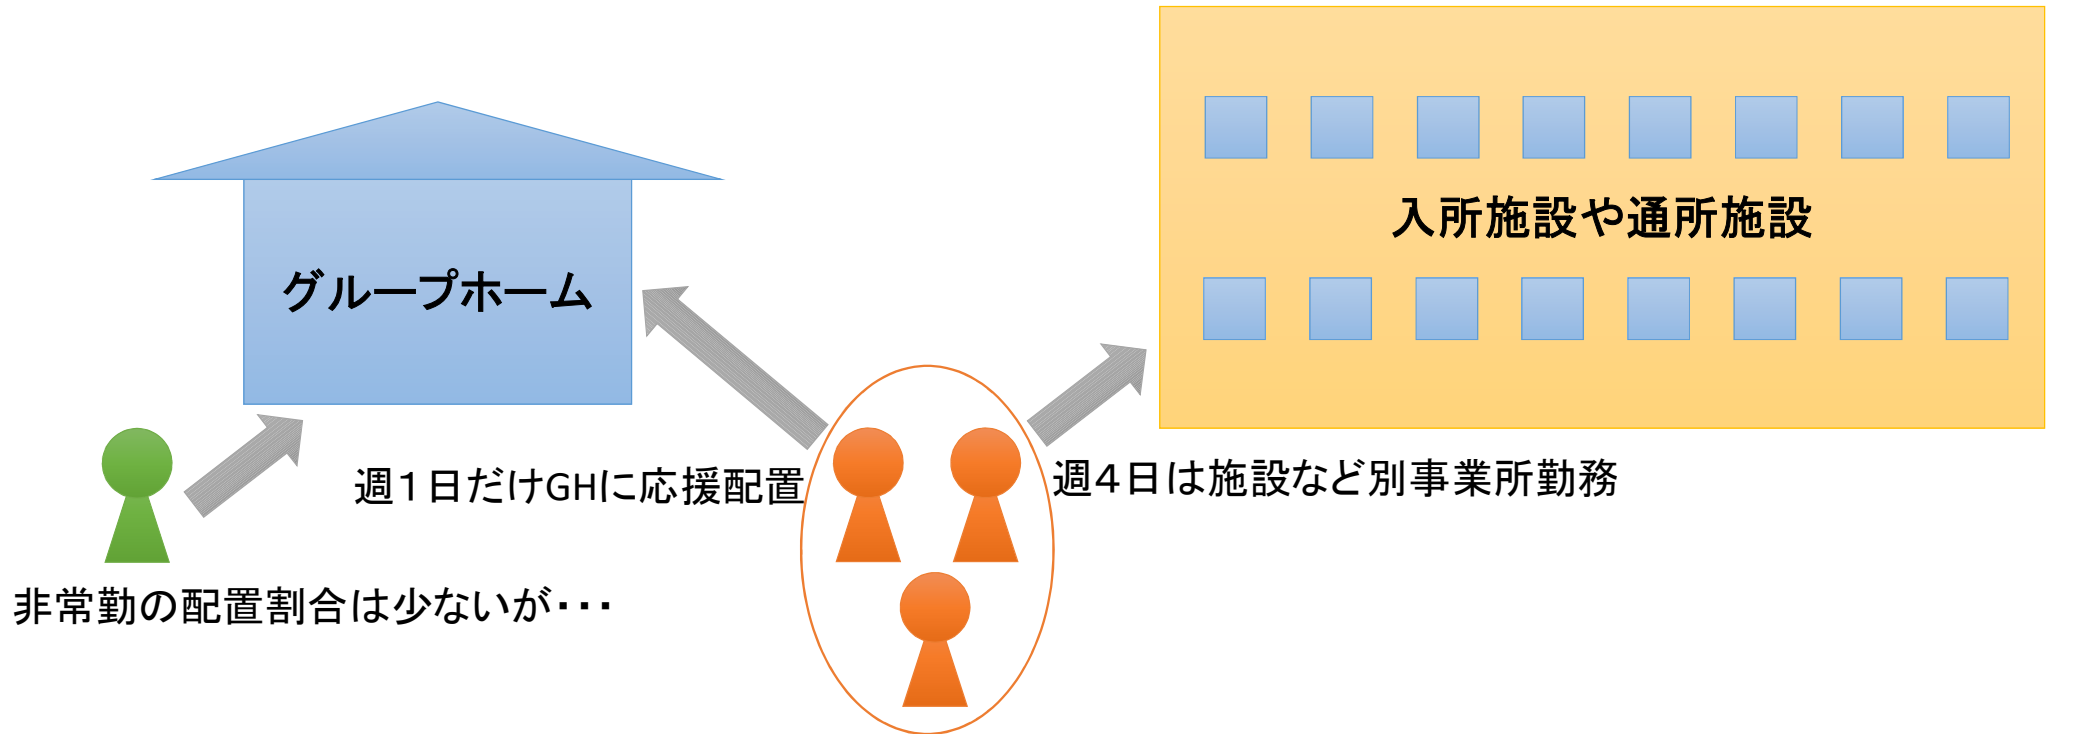 入所施設や通所施設
グループホーム
週１日だけGHに応援配置
週４日は施設など別事業所勤務
非常勤の配置割合は少ないが・・・